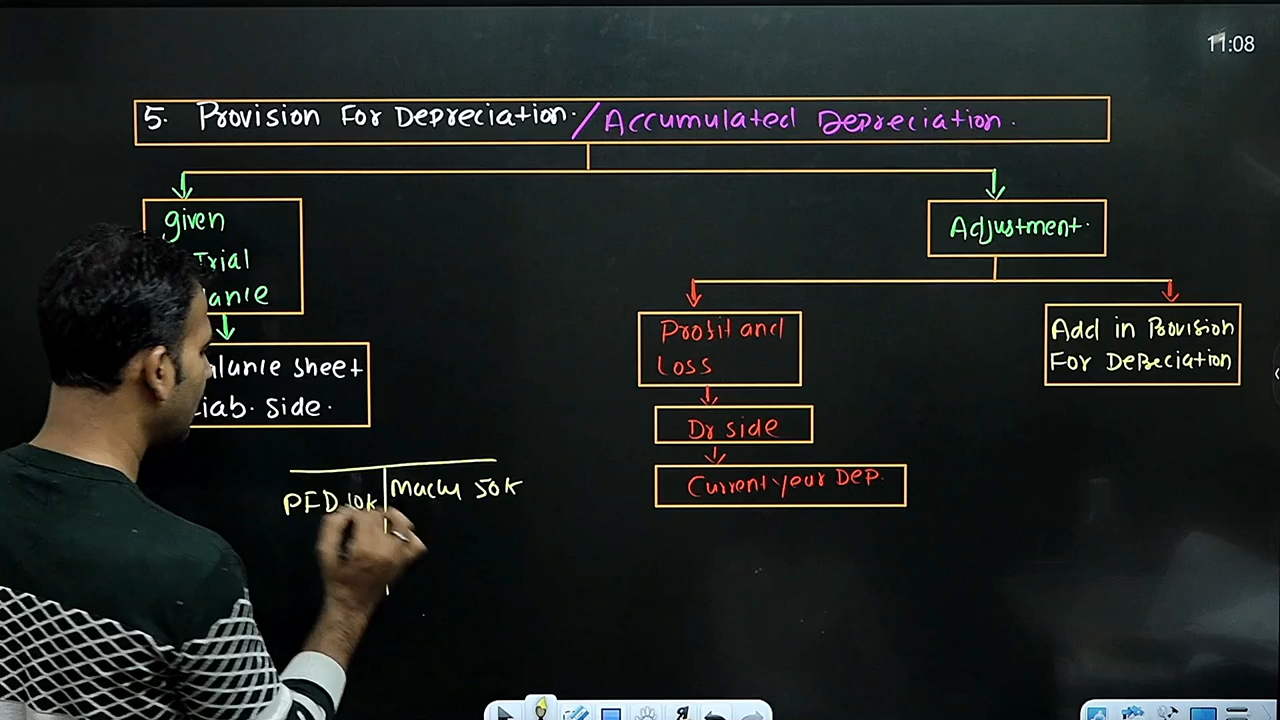 11:08
5. Provision For Depreciation. / Accumulated Depreciation.
given
Trial
Adjustment.
Profit and
Loss
Add in Provision
For Depreciation
sheet
side.
Dr side
Current year Dep.
PFD 10K
50K